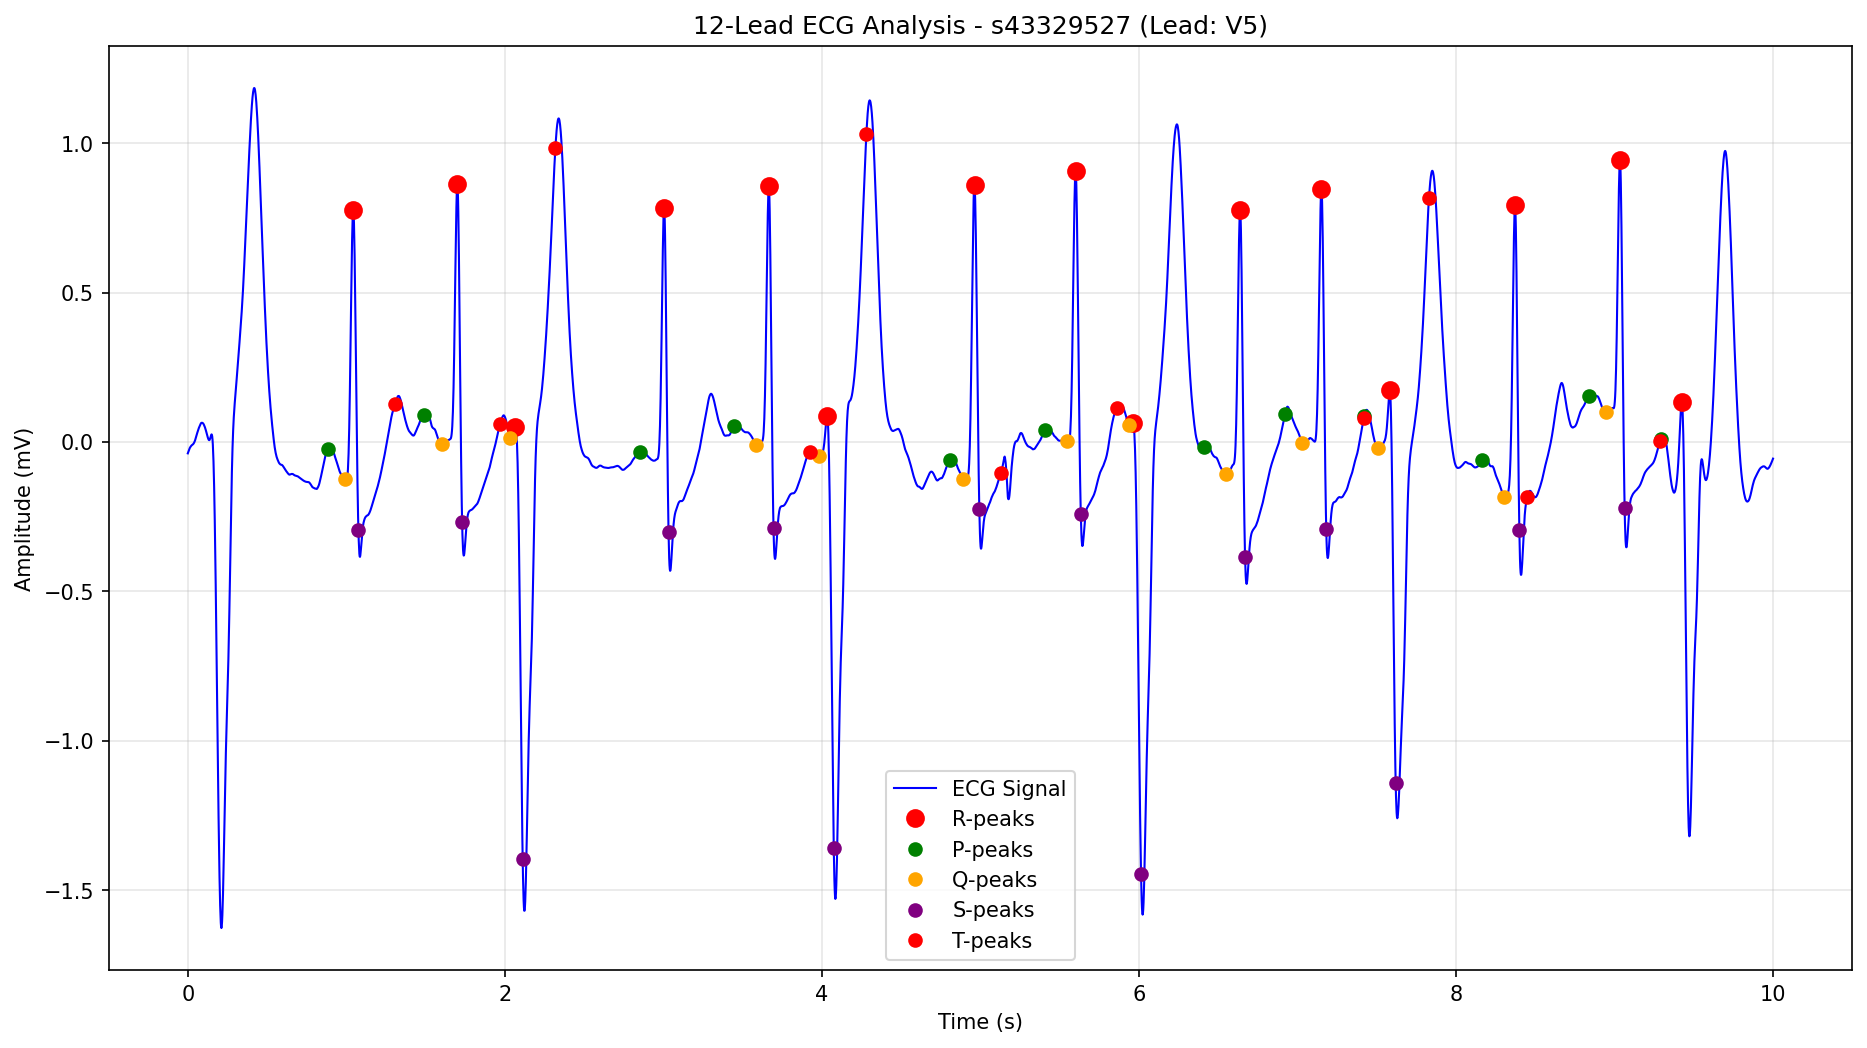 12-Lead ECG Analysis - s43329527 (Lead: V5)
Amplitude (mV)
1.0
0.5
0.0
−0.5
−1.0
−1.5
ECG Signal
R-peaks
P-peaks
Q-peaks
S-peaks
T-peaks
0 2 4 6 8 10
Time (s)